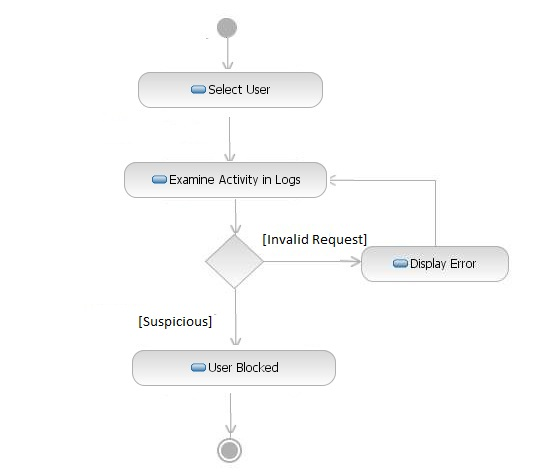 Select User
Examine Activity in Logs
[Invalid Request]
Display Error
[Suspicious]
User Blocked